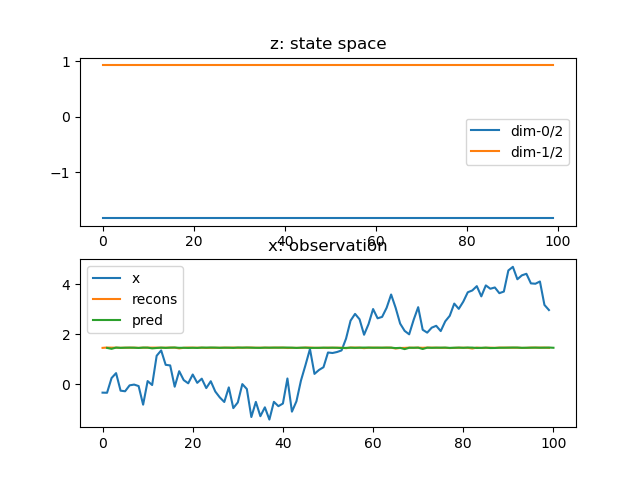 z: state space
1
0
−1
dim-0/2
dim-1/2
0 20 40 60 80 100
x: observation
4
2
0
x
recons
pred
0 20 40 60 80 100